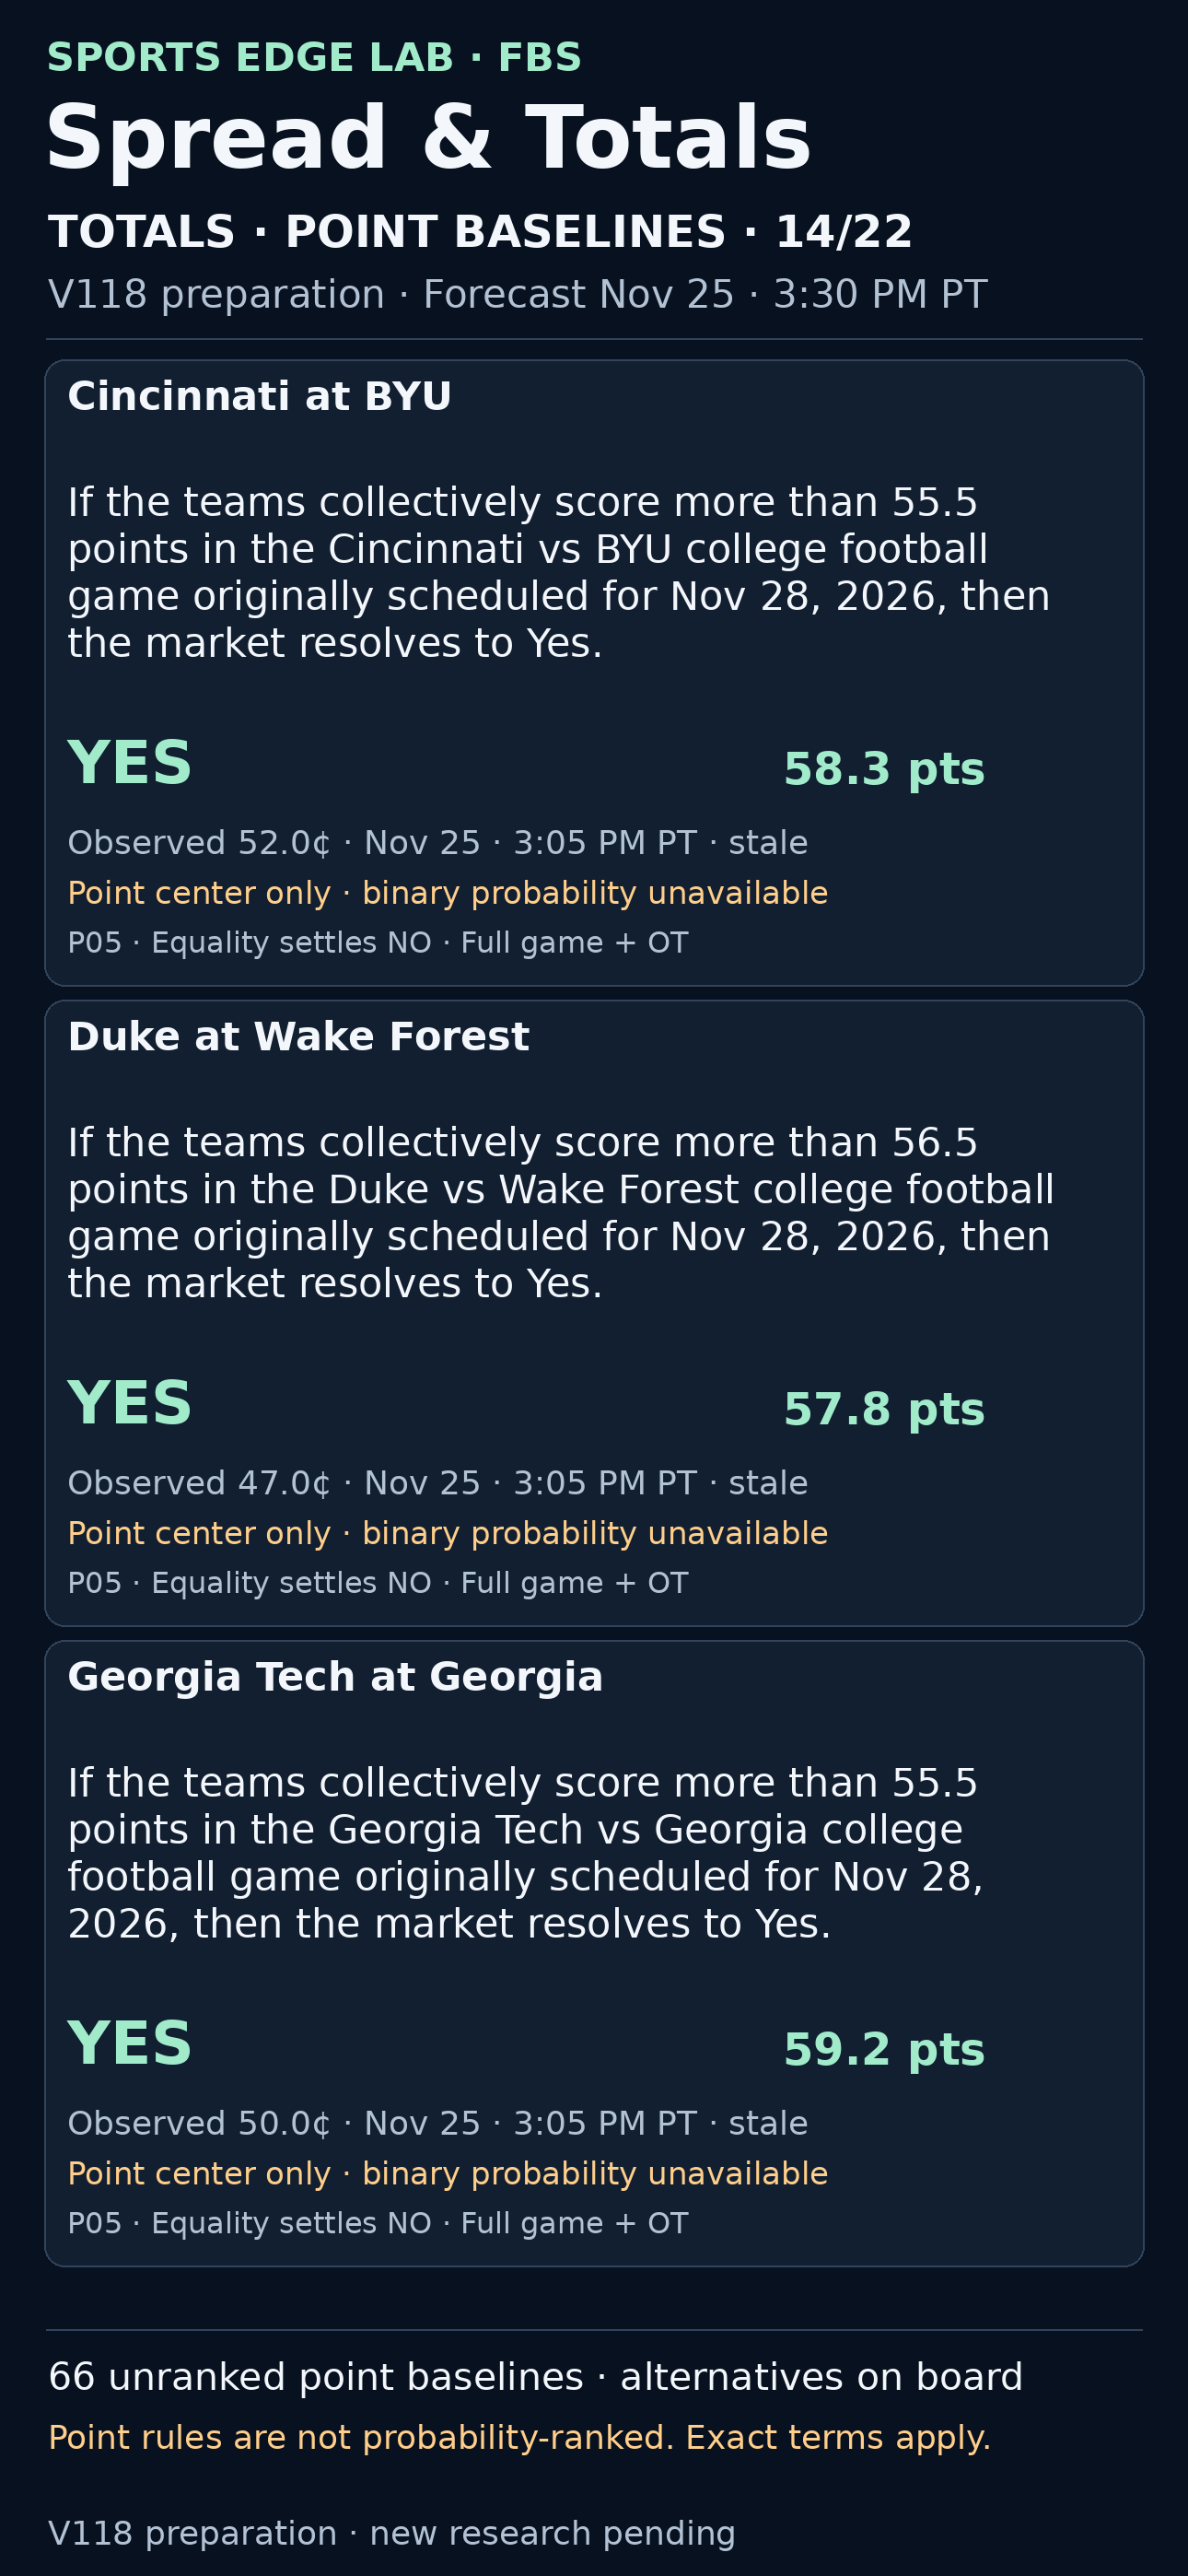 SPORTS EDGE LAB · FBS
Spread & Totals
TOTALS · POINT BASELINES · 14/22
V118 preparation · Forecast Nov 25 · 3:30 PM PT
Cincinnati at BYU
If the teams collectively score more than 55.5
points in the Cincinnati vs BYU college football
game originally scheduled for Nov 28, 2026, then
the market resolves to Yes.
YES 58.3 pts
Observed 52.0¢ · Nov 25 · 3:05 PM PT · stale
Point center only · binary probability unavailable
P05 · Equality settles NO · Full game + OT
Duke at Wake Forest
If the teams collectively score more than 56.5
points in the Duke vs Wake Forest college football
game originally scheduled for Nov 28, 2026, then
the market resolves to Yes.
YES 57.8 pts
Observed 47.0¢ · Nov 25 · 3:05 PM PT · stale
Point center only · binary probability unavailable
P05 · Equality settles NO · Full game + OT
Georgia Tech at Georgia
If the teams collectively score more than 55.5
points in the Georgia Tech vs Georgia college
football game originally scheduled for Nov 28,
2026, then the market resolves to Yes.
YES 59.2 pts
Observed 50.0¢ · Nov 25 · 3:05 PM PT · stale
Point center only · binary probability unavailable
P05 · Equality settles NO · Full game + OT
66 unranked point baselines · alternatives on board
Point rules are not probability-ranked. Exact terms apply.
V118 preparation · new research pending